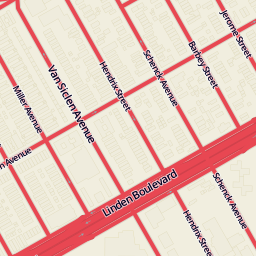 Jerome Street
Barbey Street
Schenck Avenue
Hendrix Street
Van Siclen Avenue
Miller Avenue
n Avenue
Linden Boulevard
Schenck Avenue
Hendrix Street